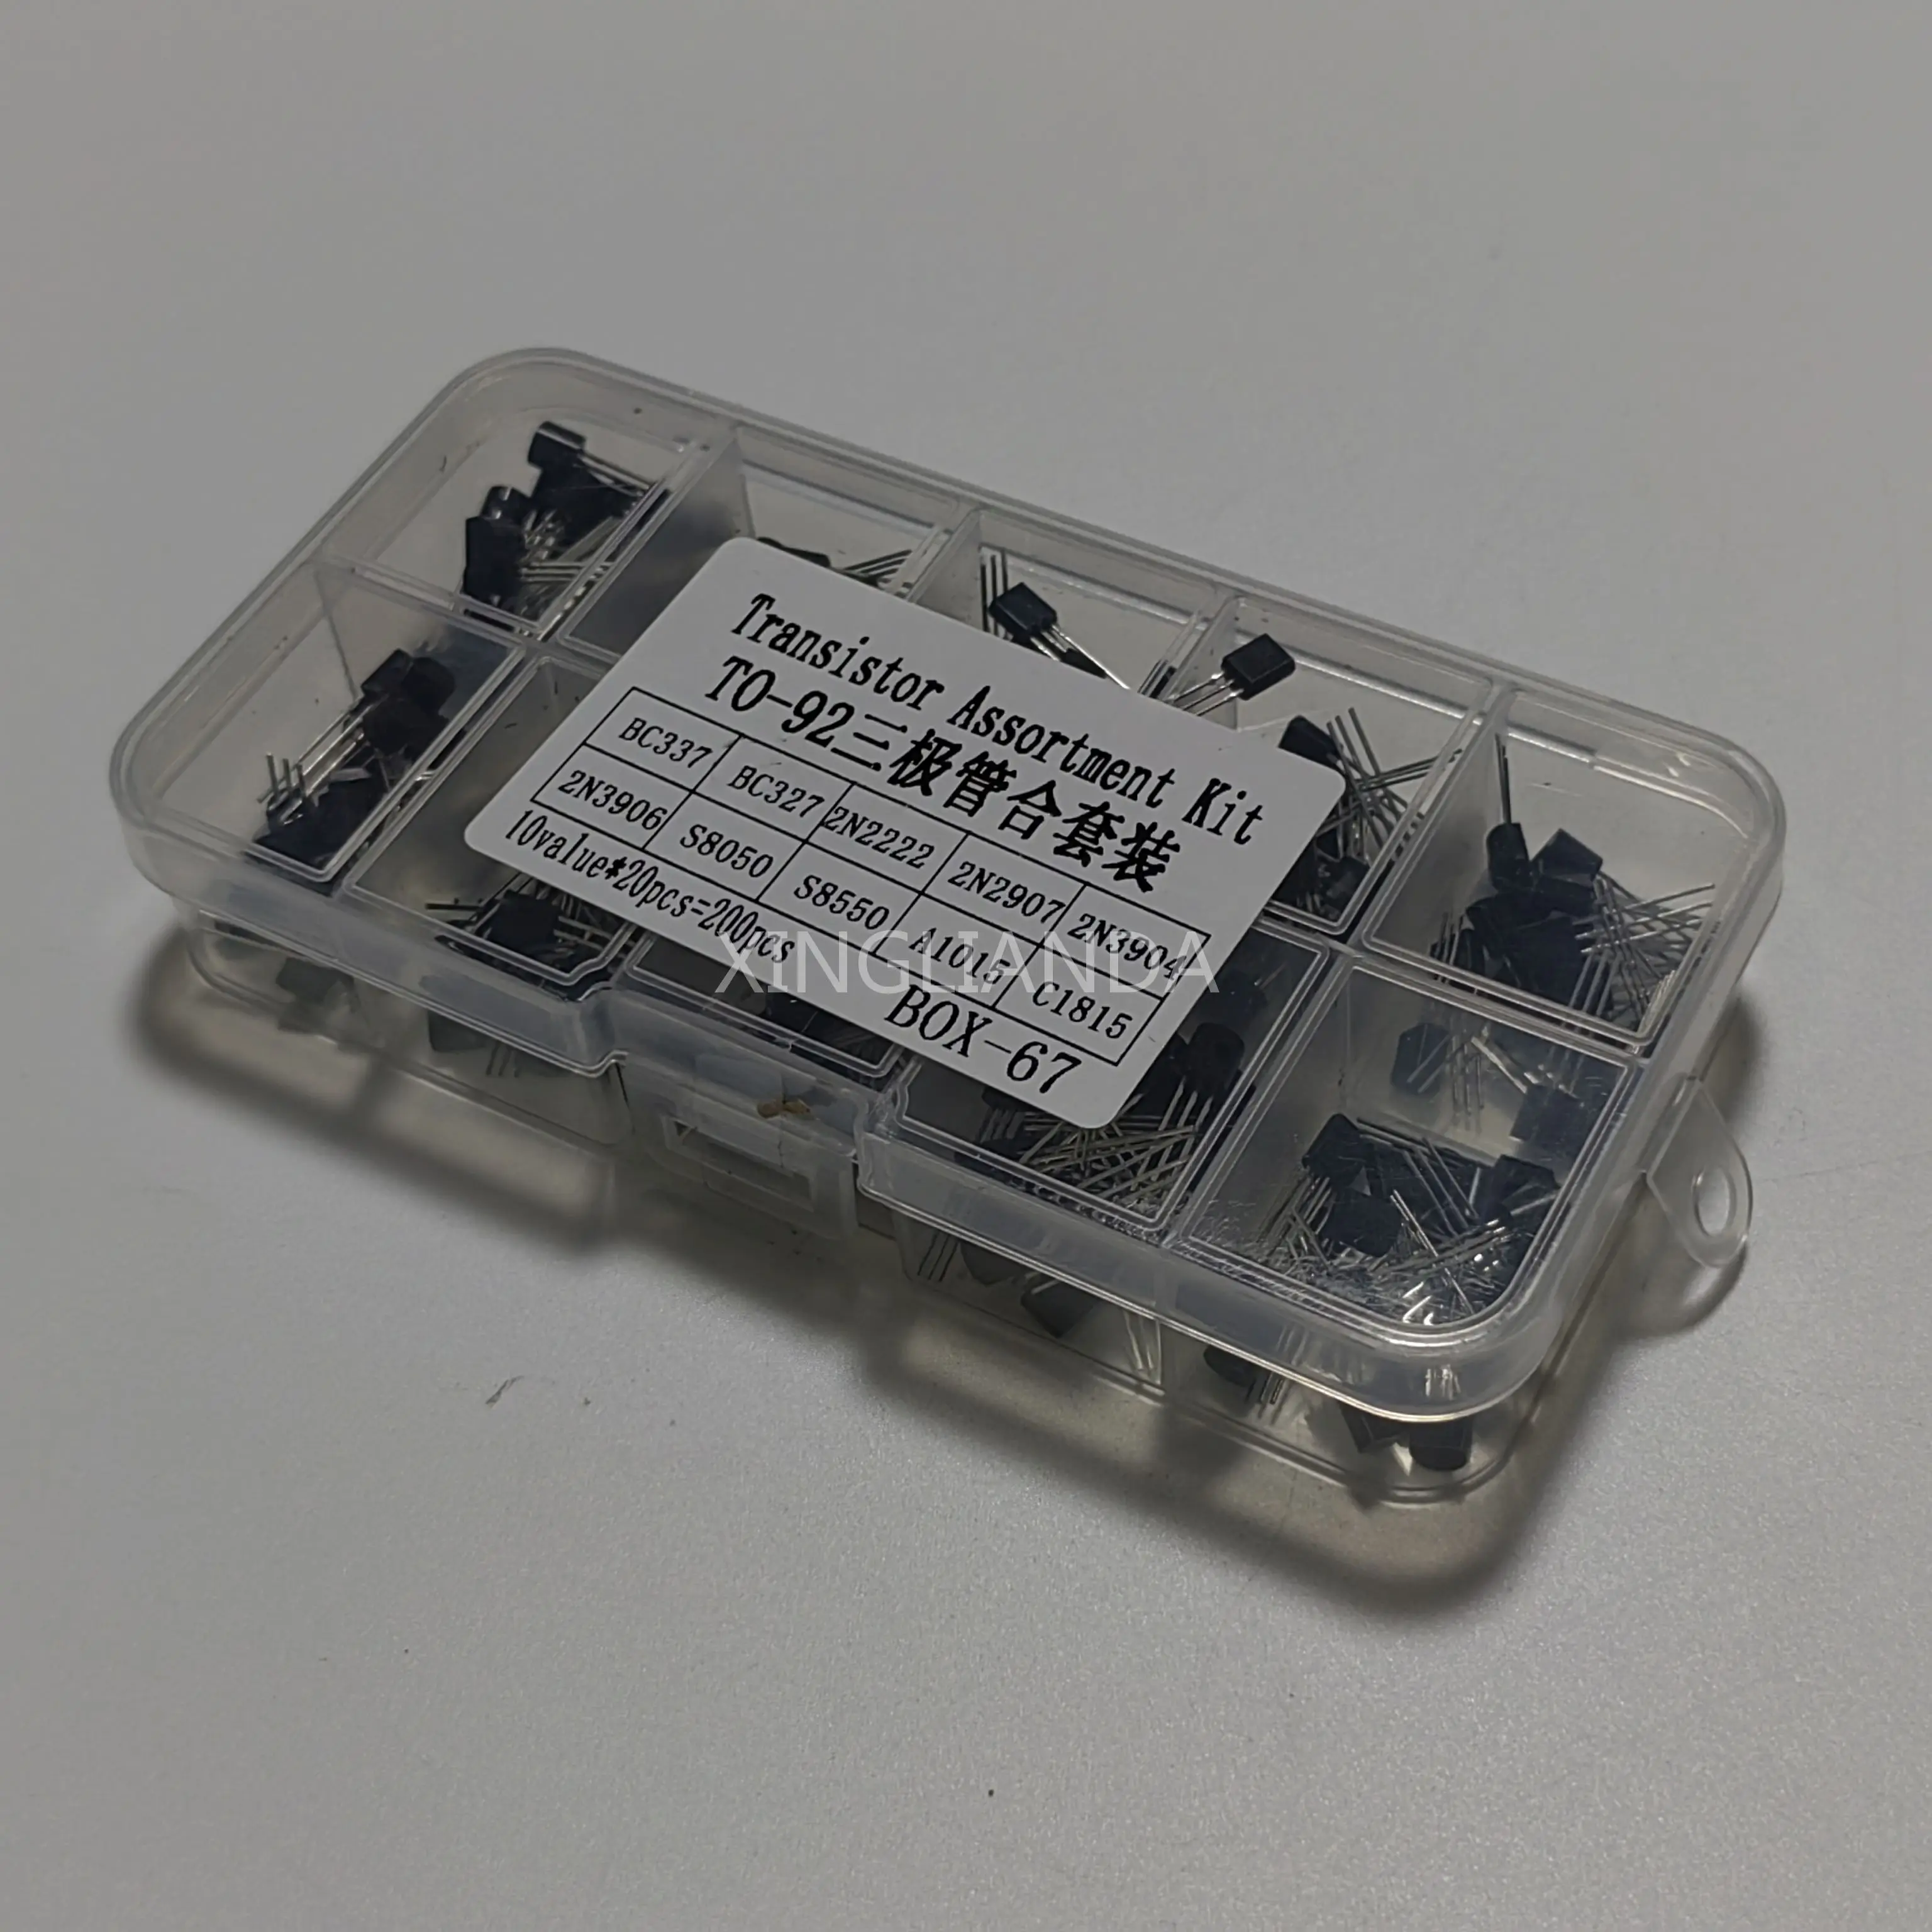 Transistor Assortment Kit
TO-92三极管合套装
BC337 BC327 2N2222 2N2907 2N3904
2N3906 S8050 S8550 A1015 C1815
10value*20pcs=200pcs
BOX-67
XINGLIANDA